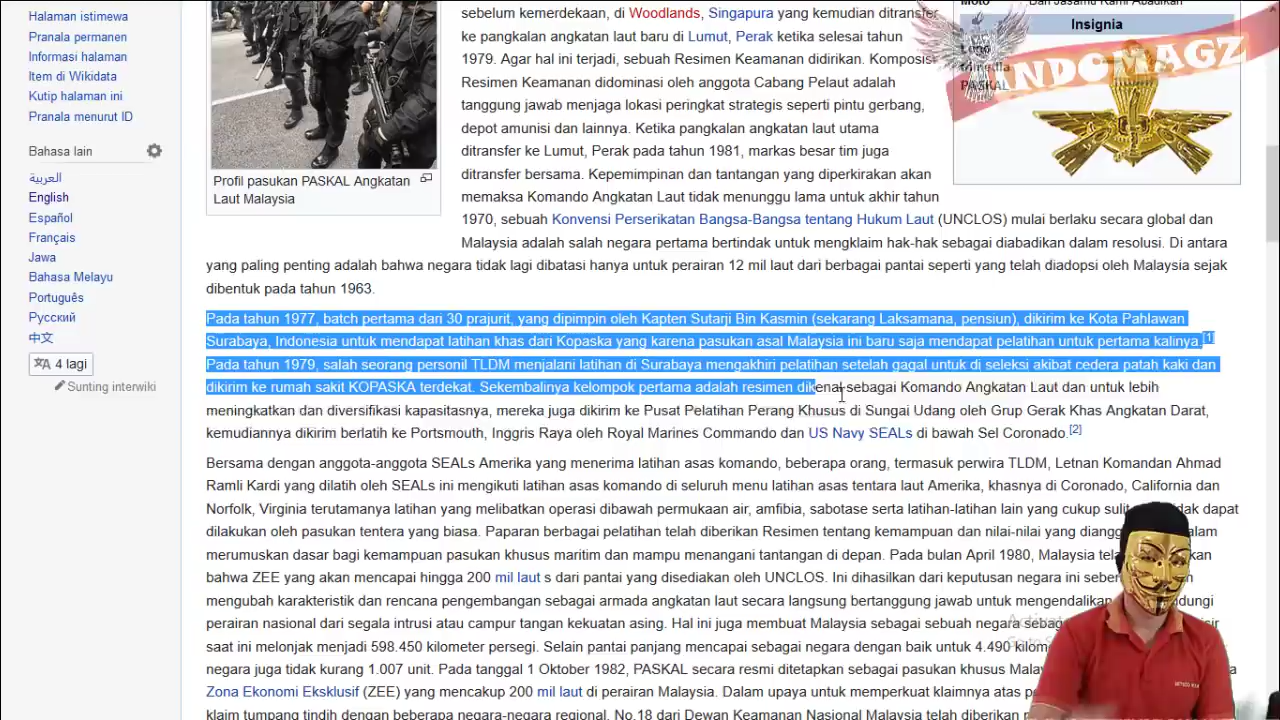 Halaman istimewa
Pranala permanen
Informasi halaman
Item di Wikidata
Kutip halaman ini
Pranala menurut ID
Bahasa lain
العربية
English
Español
Français
Jawa
Bahasa Melayu
Português
Русский
中文
4 lagi
Sunting interwiki
Profil pasukan PASKAL Angkatan
Laut Malaysia
sebelum kemerdekaan, di Woodlands, Singapura yang kemudian ditransfer
ke pangkalan angkatan laut baru di Lumut, Perak ketika selesai tahun
1979. Agar hal ini terjadi, sebuah Resimen Keamanan didirikan. Komposisi
Resimen Keamanan didominasi oleh anggota Cabang Pelaut adalah
tanggung jawab menjaga lokasi peringkat strategis seperti pintu gerbang,
depot amunisi dan lainnya. Ketika pangkalan angkatan laut utama
ditransfer ke Lumut, Perak pada tahun 1981, markas besar tim juga
ditransfer bersama. Kepemimpinan dan tantangan yang diperkirakan akan
memaksa Komando Angkatan Laut tidak menunggu lama untuk akhir tahun
1970, sebuah Konvensi Perserikatan Bangsa-Bangsa tentang Hukum Laut (UNCLOS) mulai berlaku secara global dan
Malaysia adalah salah negara pertama bertindak untuk mengklaim hak-hak sebagai diabadikan dalam resolusi. Di antara
yang paling penting adalah bahwa negara tidak lagi dibatasi hanya untuk perairan 12 mil laut dari berbagai pantai seperti yang telah diadopsi oleh Malaysia sejak
dibentuk pada tahun 1963.
Moto Dan Jasamu Kami Abadikan
Insignia
PASKAL
INDOMAGZ
Pada tahun 1977, batch pertama dari 30 prajurit, yang dipimpin oleh Kapten Sutarji Bin Kasmin (sekarang Laksamana, pensiun), dikirim ke Kota Pahlawan
Surabaya, Indonesia untuk mendapat latihan khas dari Kopaska yang karena pasukan asal Malaysia ini baru saja mendapat pelatihan untuk pertama kalinya.[1]
Pada tahun 1979, salah seorang personil TLDM menjalani latihan di Surabaya mengakhiri pelatihan setelah gagal untuk di seleksi akibat cedera patah kaki dan
dikirim ke rumah sakit KOPASKA terdekat. Sekembalinya kelompok pertama adalah resimen dikenal sebagai Komando Angkatan Laut dan untuk lebih
meningkatkan dan diversifikasi kapasitasnya, mereka juga dikirim ke Pusat Pelatihan Perang Khusus di Sungai Udang oleh Grup Gerak Khas Angkatan Darat,
kemudiannya dikirim berlatih ke Portsmouth, Inggris Raya oleh Royal Marines Commando dan US Navy SEALs di bawah Sel Coronado.[2]
Bersama dengan anggota-anggota SEALs Amerika yang menerima latihan asas komando, beberapa orang, termasuk perwira TLDM, Letnan Komandan Ahmad
Ramli Kardi yang dilatih oleh SEALs ini mengikuti latihan asas komando di seluruh menu latihan asas tentara laut Amerika, khasnya di Coronado, California dan
Norfolk, Virginia terutamanya latihan yang melibatkan operasi dibawah permukaan air, amfibia, sabotase serta latihan-latihan lain yang cukup sulit dapat
dilakukan oleh pasukan tentera yang biasa. Paparan berbagai pelatihan telah diberikan Resimen tentang kemampuan dan nilai-nilai yang
merumuskan dasar bagi kemampuan pasukan khusus maritim dan mampu menangani tantangan di depan. Pada bulan April 1980, Malaysia
bahwa ZEE yang akan mencapai hingga 200 mil laut s dari pantai yang disediakan oleh UNCLOS. Ini dihasilkan dari keputusan negara ini
mengubah karakteristik dan rencana pengembangan sebagai armada angkatan laut secara langsung bertanggung jawab untuk mengendalikan
perairan nasional dari segala intrusi atau campur tangan kekuatan asing. Hal ini juga membuat Malaysia sebagai sebuah negara
saat ini melonjak menjadi 598.450 kilometer persegi. Selain pantai panjang mencapai sebagai negara dengan baik untuk 4.490
negara juga tidak kurang 1.007 unit. Pada tanggal 1 Oktober 1982, PASKAL secara resmi ditetapkan sebagai pasukan khusus
Zona Ekonomi Eksklusif (ZEE) yang mencakup 200 mil laut di perairan Malaysia. Dalam upaya untuk memperkuat klaimnya atas
klaim tumpang tindih dengan beberapa negara-negara regional, No.18 dari Dewan Keamanan Nasional Malaysia telah diberikan